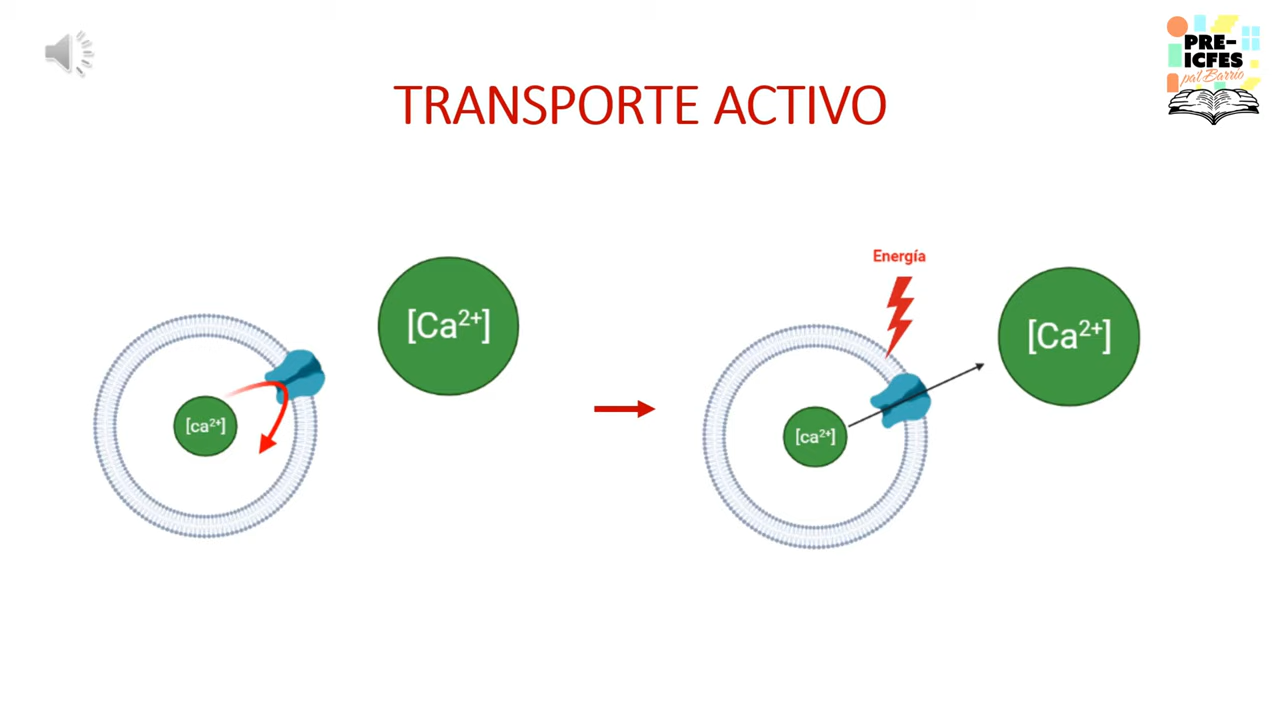 PRE-
ICFES
pa'l Barrio
TRANSPORTE ACTIVO
Energía
[Ca²⁺]
[Ca²⁺]
[ca²⁺]
[ca²⁺]